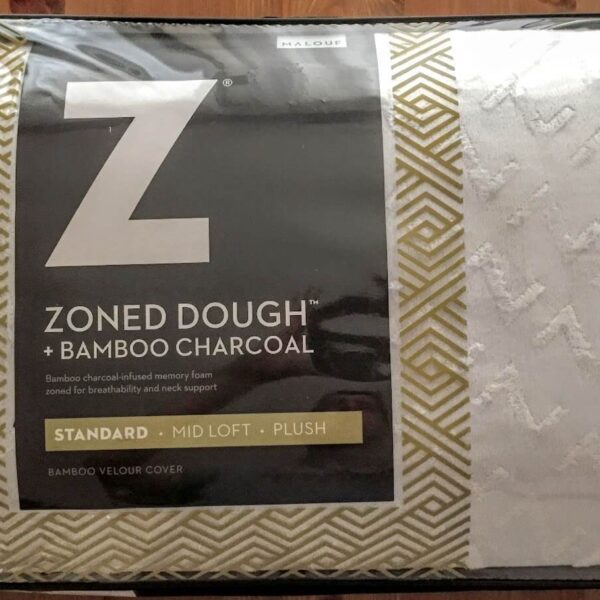 MALOUF
Z®
ZONED DOUGH™
+ BAMBOO CHARCOAL
Bamboo charcoal-infused memory foam
zoned for breathability and neck support
STANDARD • MID LOFT • PLUSH
BAMBOO VELOUR COVER